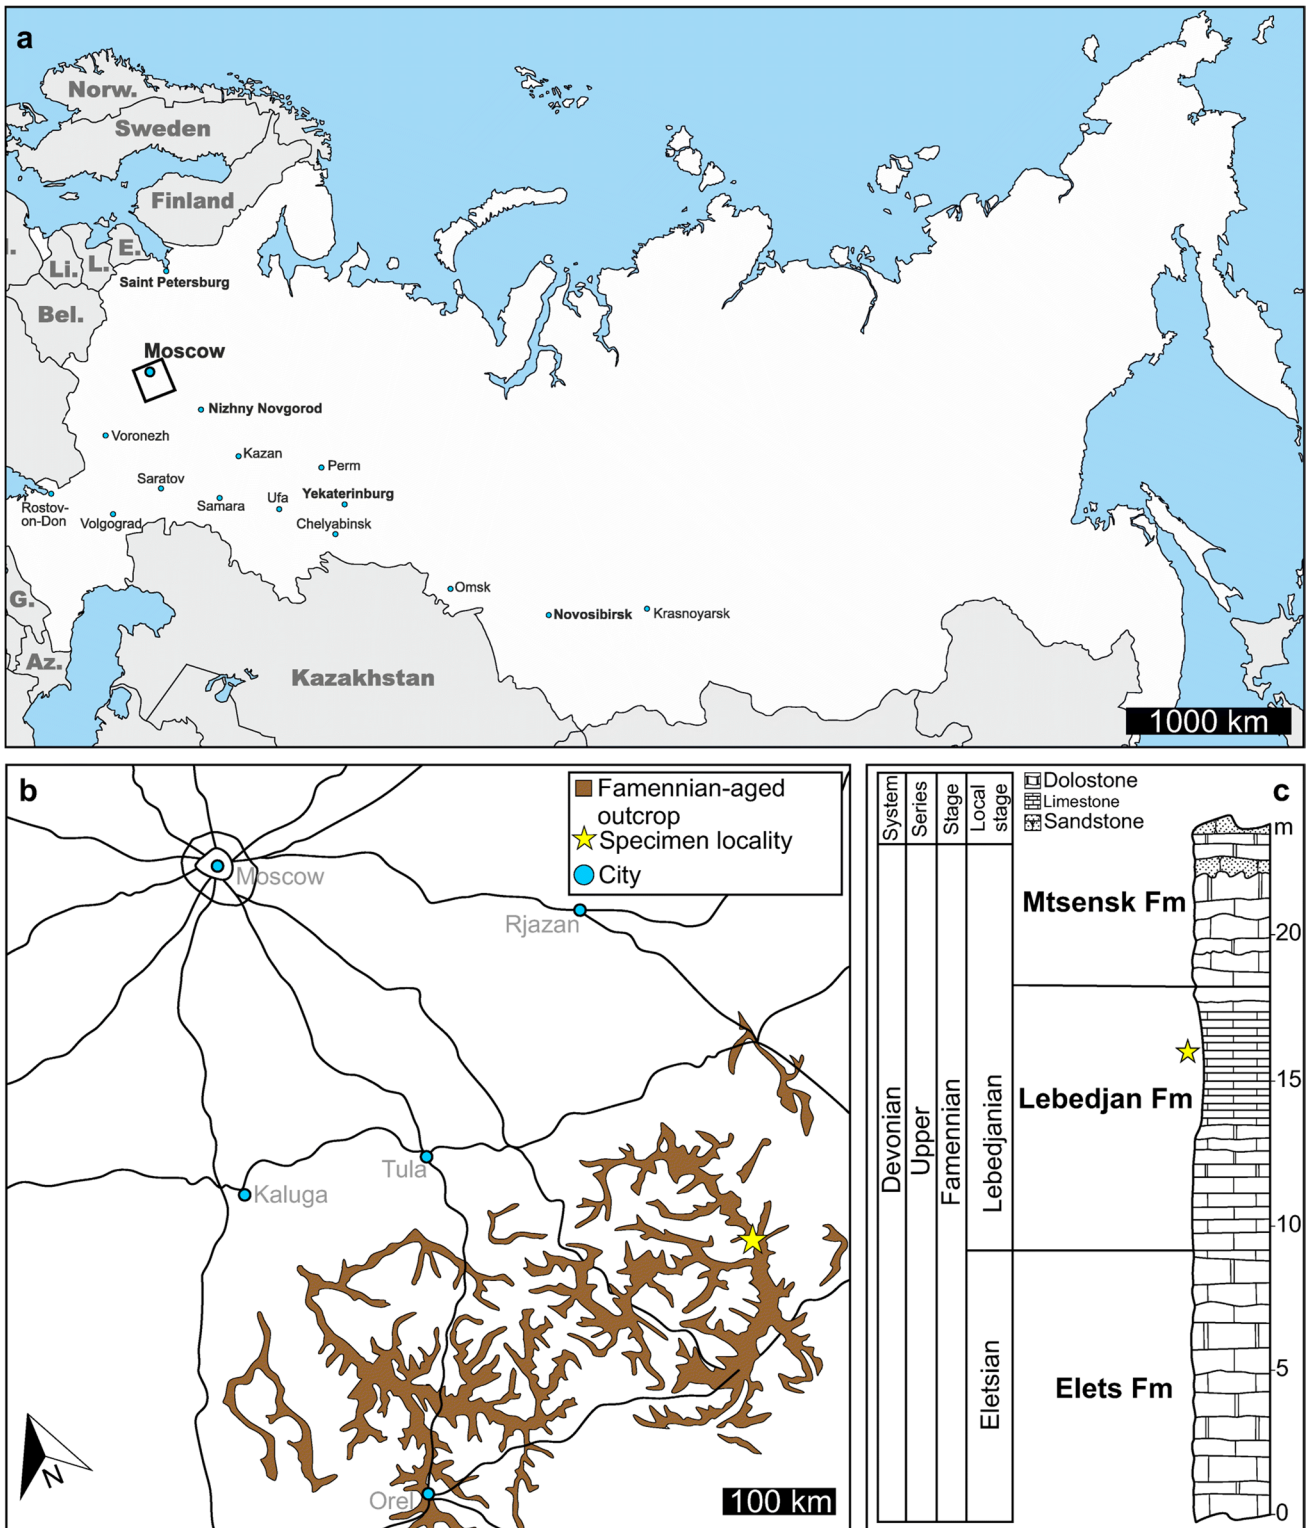 a
Norw.
Sweden
Finland
l.
E.
Li.
L.
Saint Petersburg
Bel.
Moscow
Nizhny Novgorod
Voronezh
Kazan
Perm
Saratov
Yekaterinburg
Samara
Ufa
Rostov-
on-Don
Volgograd
Chelyabinsk
Omsk
G.
Novosibirsk
Krasnoyarsk
Az.
Kazakhstan
1000 km
b
Famennian-aged
outcrop
Specimen locality
City
Moscow
Rjazan
Tula
Kaluga
Orel
N
100 km
c
System
Series
Stage
Local
stage
Dolostone
Limestone
Sandstone
m
Mtsensk Fm
20
Lebedjan Fm
15
Devonian
Upper
Famennian
Lebedjanian
10
Eletsian
Elets Fm
5
0